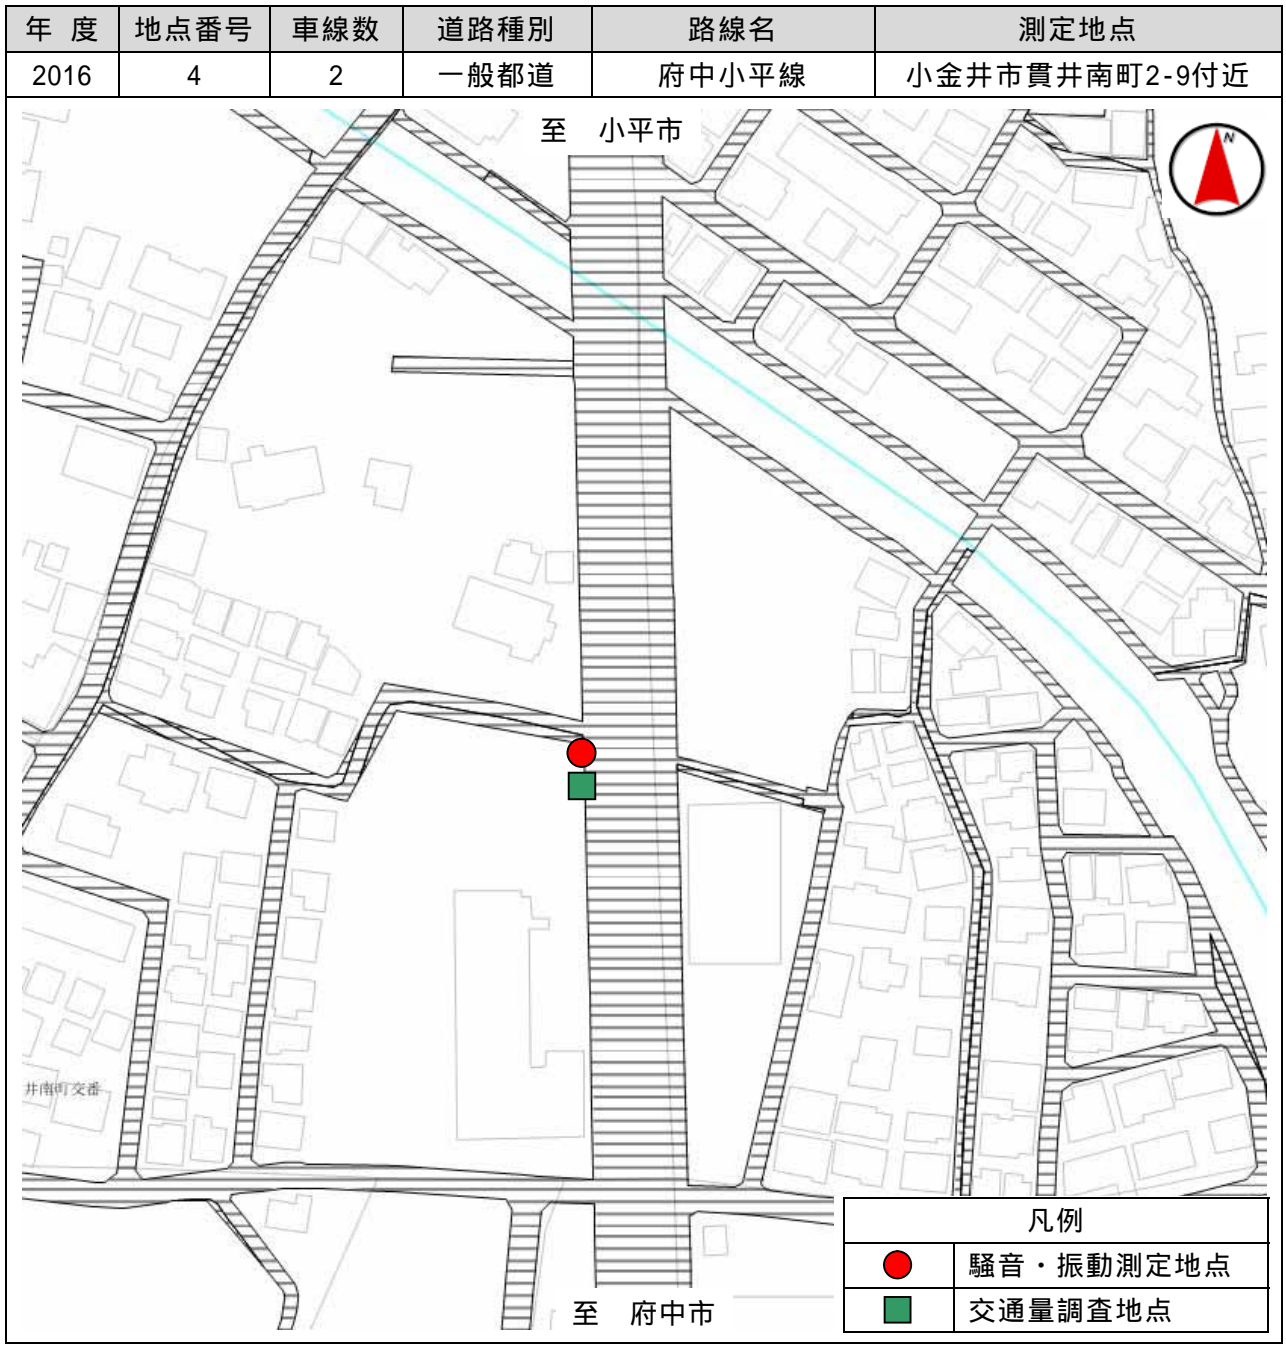 年 度 地点番号 車線数 道路種別 路線名 測定地点
2016 4 2 一般都道 府中小平線 小金井市貫井南町2-9付近
至 小平市
N
井南町交番
至 府中市
凡例
騒音・振動測定地点
交通量調査地点